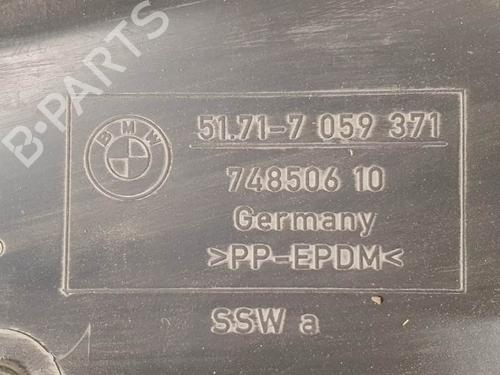 B-PARTS
BMW
51.71-7 059 371
748506 10
Germany
>PP-EPDM<
SSW a